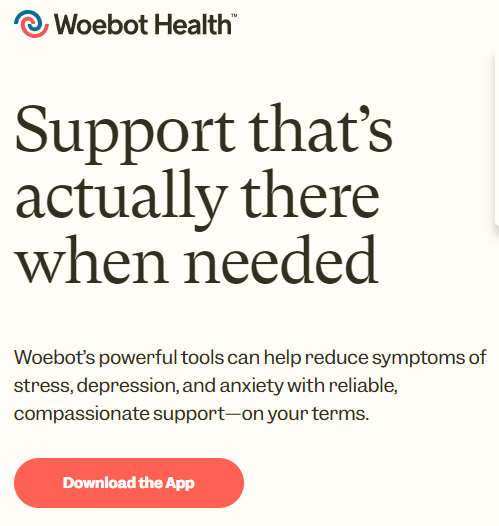 Woebot Health™
Support that’s
actually there
when needed
Woebot’s powerful tools can help reduce symptoms of
stress, depression, and anxiety with reliable,
compassionate support—on your terms.
Download the App